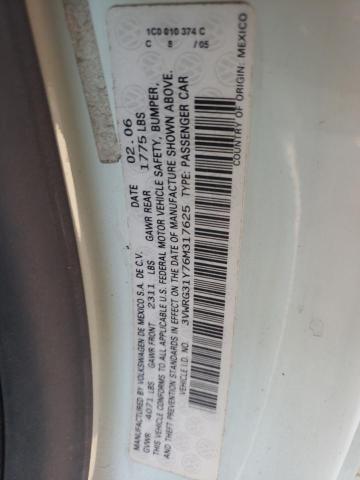 1C0 010 374 C
C 8 /05
MANUFACTURED BY VOLKSWAGEN DE MEXICO S.A. DE C.V. DATE 02 - 06
GVWR 4071 LBS GAWR FRONT 2311 LBS GAWR REAR 1775 LBS
THIS VEHICLE CONFORMS TO ALL APPLICABLE U.S. FEDERAL MOTOR VEHICLE SAFETY, BUMPER,
AND THEFT PREVENTION STANDARDS IN EFFECT ON THE DATE OF MANUFACTURE SHOWN ABOVE.
VEHICLE I.D. NO. 3VWRG31Y76M317625 TYPE: PASSENGER CAR
COUNTRY OF ORIGIN: MEXICO